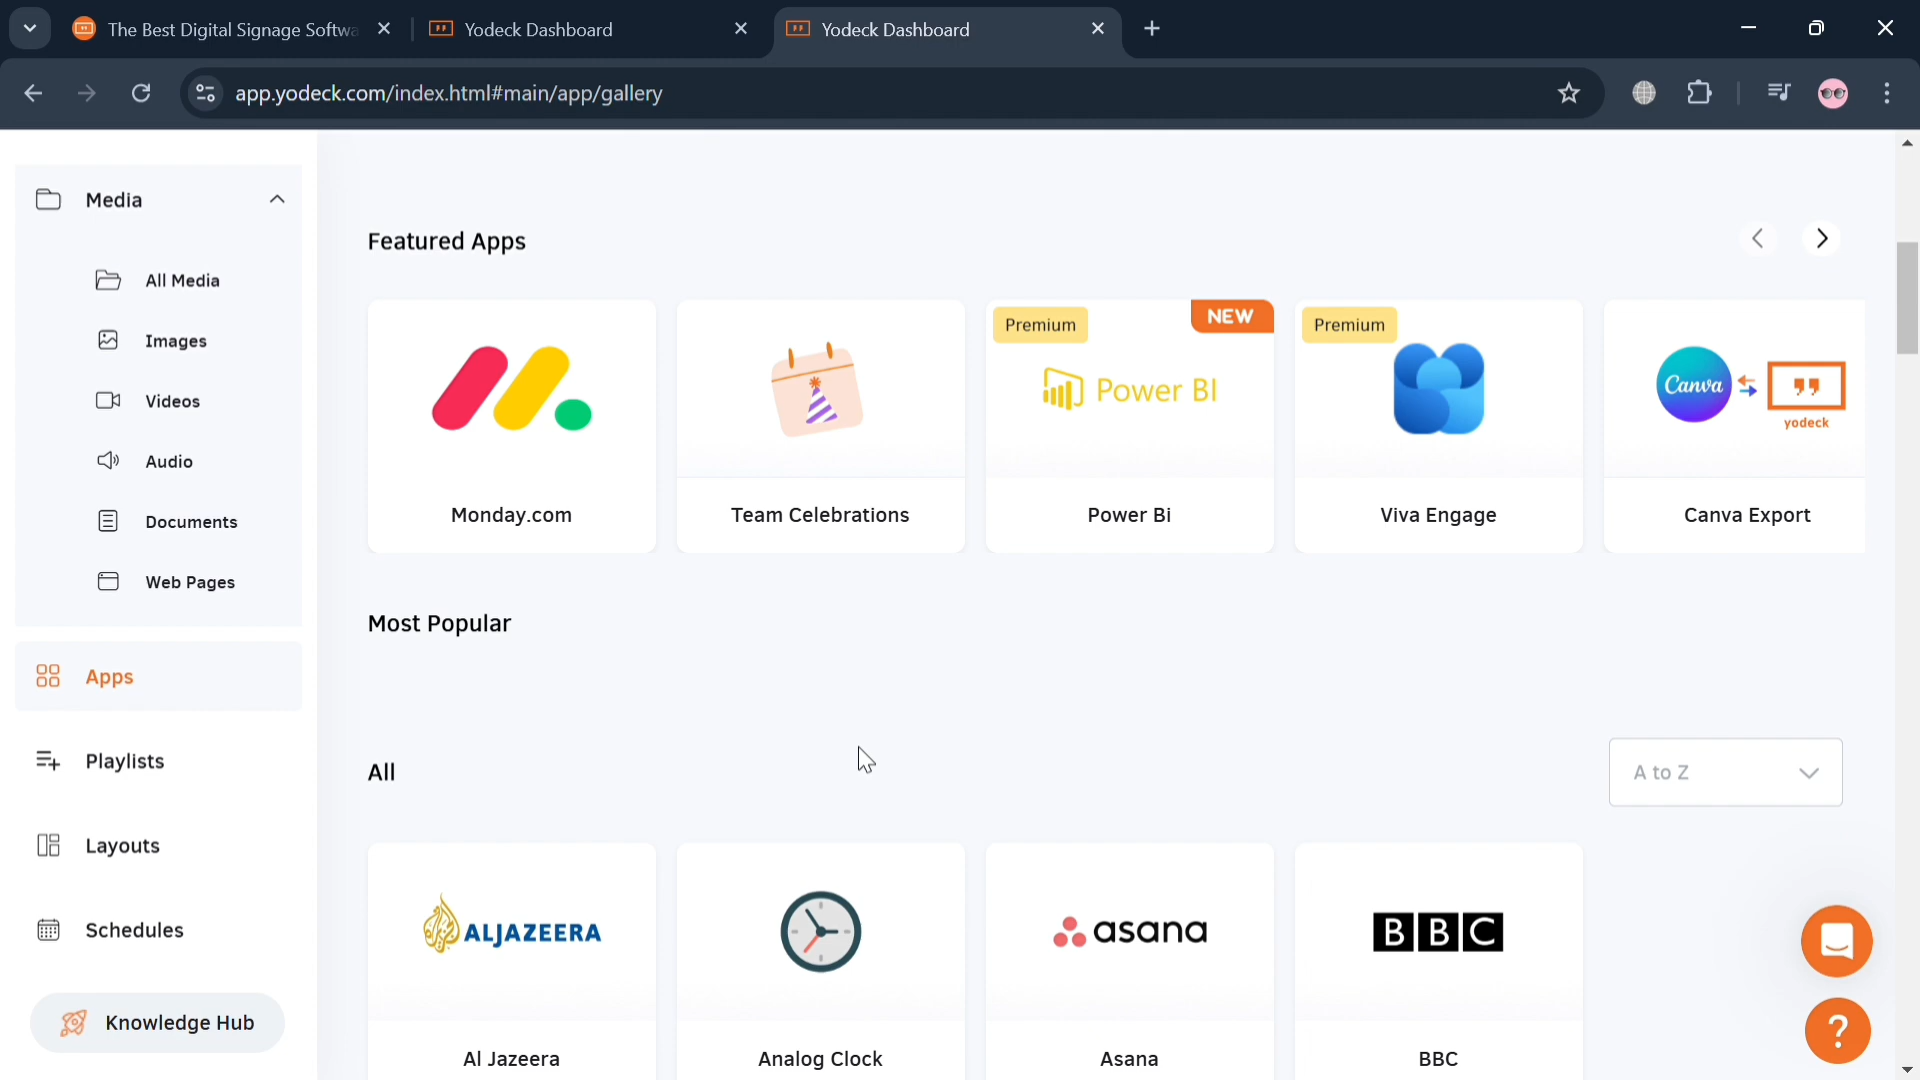 The Best Digital Signage Softwa
Yodeck Dashboard
Yodeck Dashboard
app.yodeck.com/index.html#main/app/gallery
Media
All Media
Images
Videos
Audio
Documents
Web Pages
Apps
Playlists
Layouts
Schedules
Knowledge Hub
Featured Apps
Monday.com
Team Celebrations
Premium
NEW
Power BI
Power Bi
Premium
Viva Engage
Canva
yodeck
Canva Export
Most Popular
All
A to Z
ALJAZEERA
Al Jazeera
Analog Clock
asana
Asana
BBC
BBC
?